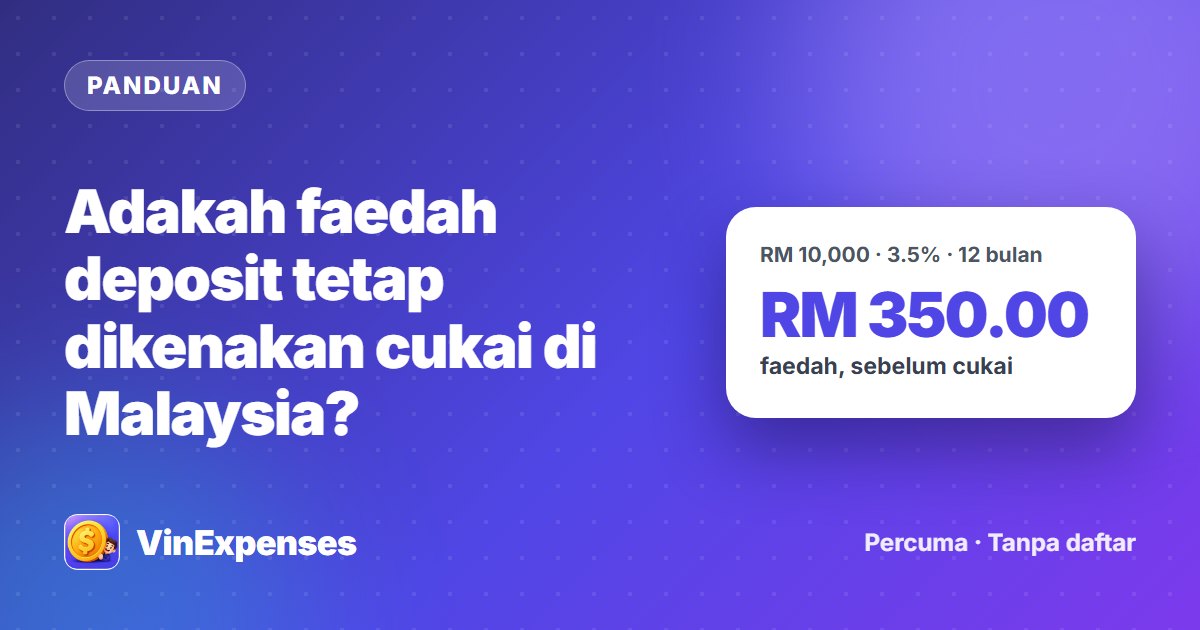 PANDUAN
Adakah faedah
deposit tetap
dikenakan cukai di
Malaysia?
RM 10,000 · 3.5% · 12 bulan
RM 350.00
faedah, sebelum cukai
$
VinExpenses
Percuma · Tanpa daftar